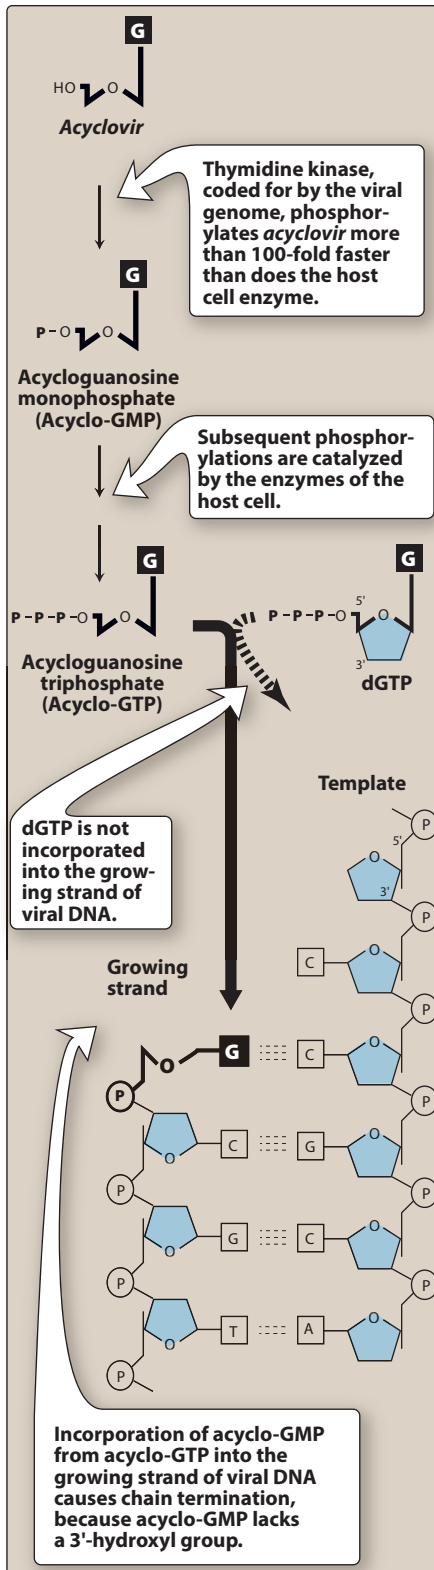 G
HO
O
Acyclovir
Thymidine kinase,
coded for by the viral
genome, phosphor-
ylates acyclovir more
than 100-fold faster
than does the host
cell enzyme.
G
P-O
O
Acycloguanosine
monophosphate
(Acyclo-GMP)
Subsequent phosphor-
ylations are catalyzed
by the enzymes of the
host cell.
G
P-P-P-O
O
Acycloguanosine
triphosphate
(Acyclo-GTP)
G
P-P-P-O
5'
O
3'
dGTP
dGTP is not
incorporated
into the grow-
ing strand of
viral DNA.
Template
P
5'
O
3'
P
C
O
P
Growing
strand
O
G
C
O
P
P
O
C
G
O
P
P
O
G
C
O
P
P
O
T
A
O
P
Incorporation of acyclo-GMP
from acyclo-GTP into the
growing strand of viral DNA
causes chain termination,
because acyclo-GMP lacks
a 3'-hydroxyl group.